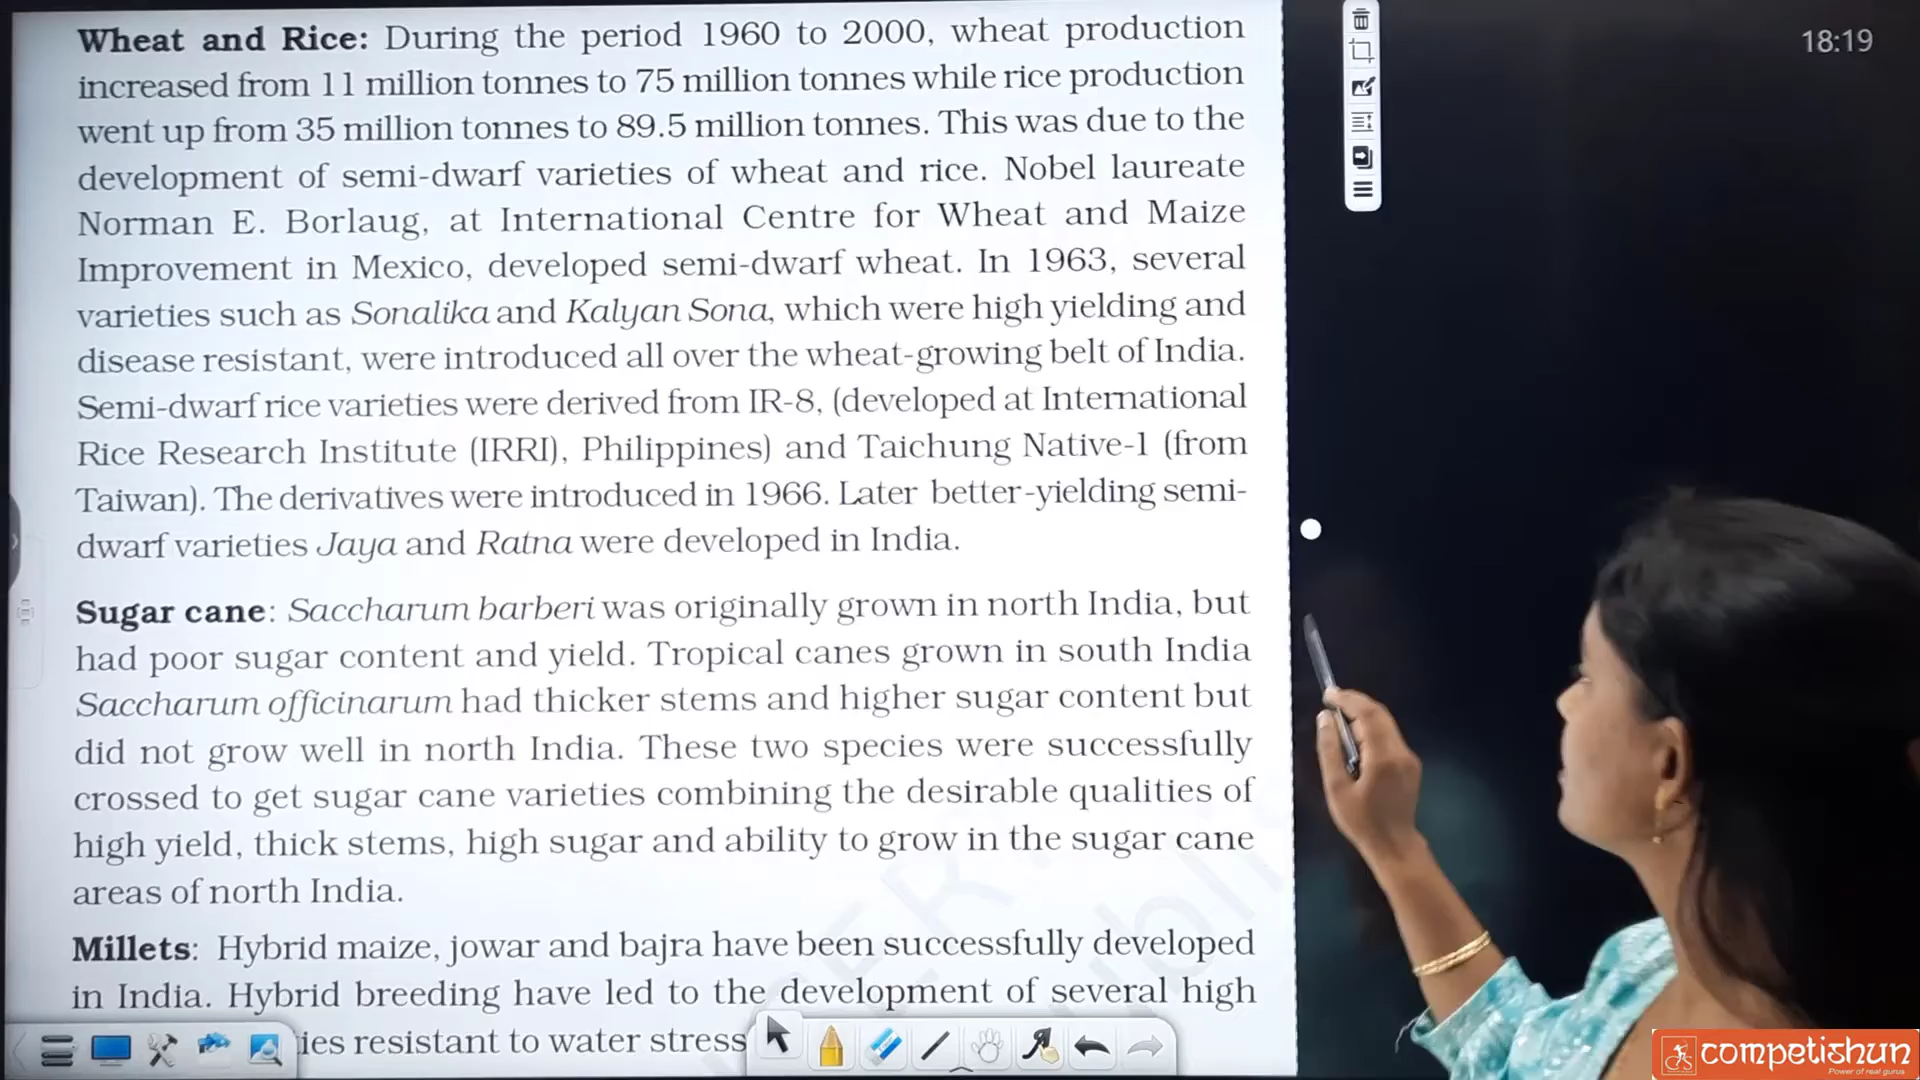 Wheat and Rice: During the period 1960 to 2000, wheat production
increased from 11 million tonnes to 75 million tonnes while rice production
went up from 35 million tonnes to 89.5 million tonnes. This was due to the
development of semi-dwarf varieties of wheat and rice. Nobel laureate
Norman E. Borlaug, at International Centre for Wheat and Maize
Improvement in Mexico, developed semi-dwarf wheat. In 1963, several
varieties such as Sonalika and Kalyan Sona, which were high yielding and
disease resistant, were introduced all over the wheat-growing belt of India.
Semi-dwarf rice varieties were derived from IR-8, (developed at International
Rice Research Institute (IRRI), Philippines) and Taichung Native-1 (from
Taiwan). The derivatives were introduced in 1966. Later better-yielding semi-
dwarf varieties Jaya and Ratna were developed in India.
Sugar cane: Saccharum barberi was originally grown in north India, but
had poor sugar content and yield. Tropical canes grown in south India
Saccharum officinarum had thicker stems and higher sugar content but
did not grow well in north India. These two species were successfully
crossed to get sugar cane varieties combining the desirable qualities of
high yield, thick stems, high sugar and ability to grow in the sugar cane
areas of north India.
Millets: Hybrid maize, jowar and bajra have been successfully developed
in India. Hybrid breeding have led to the development of several high
ies resistant to water stress
18:19
competishun
Power of real gurus